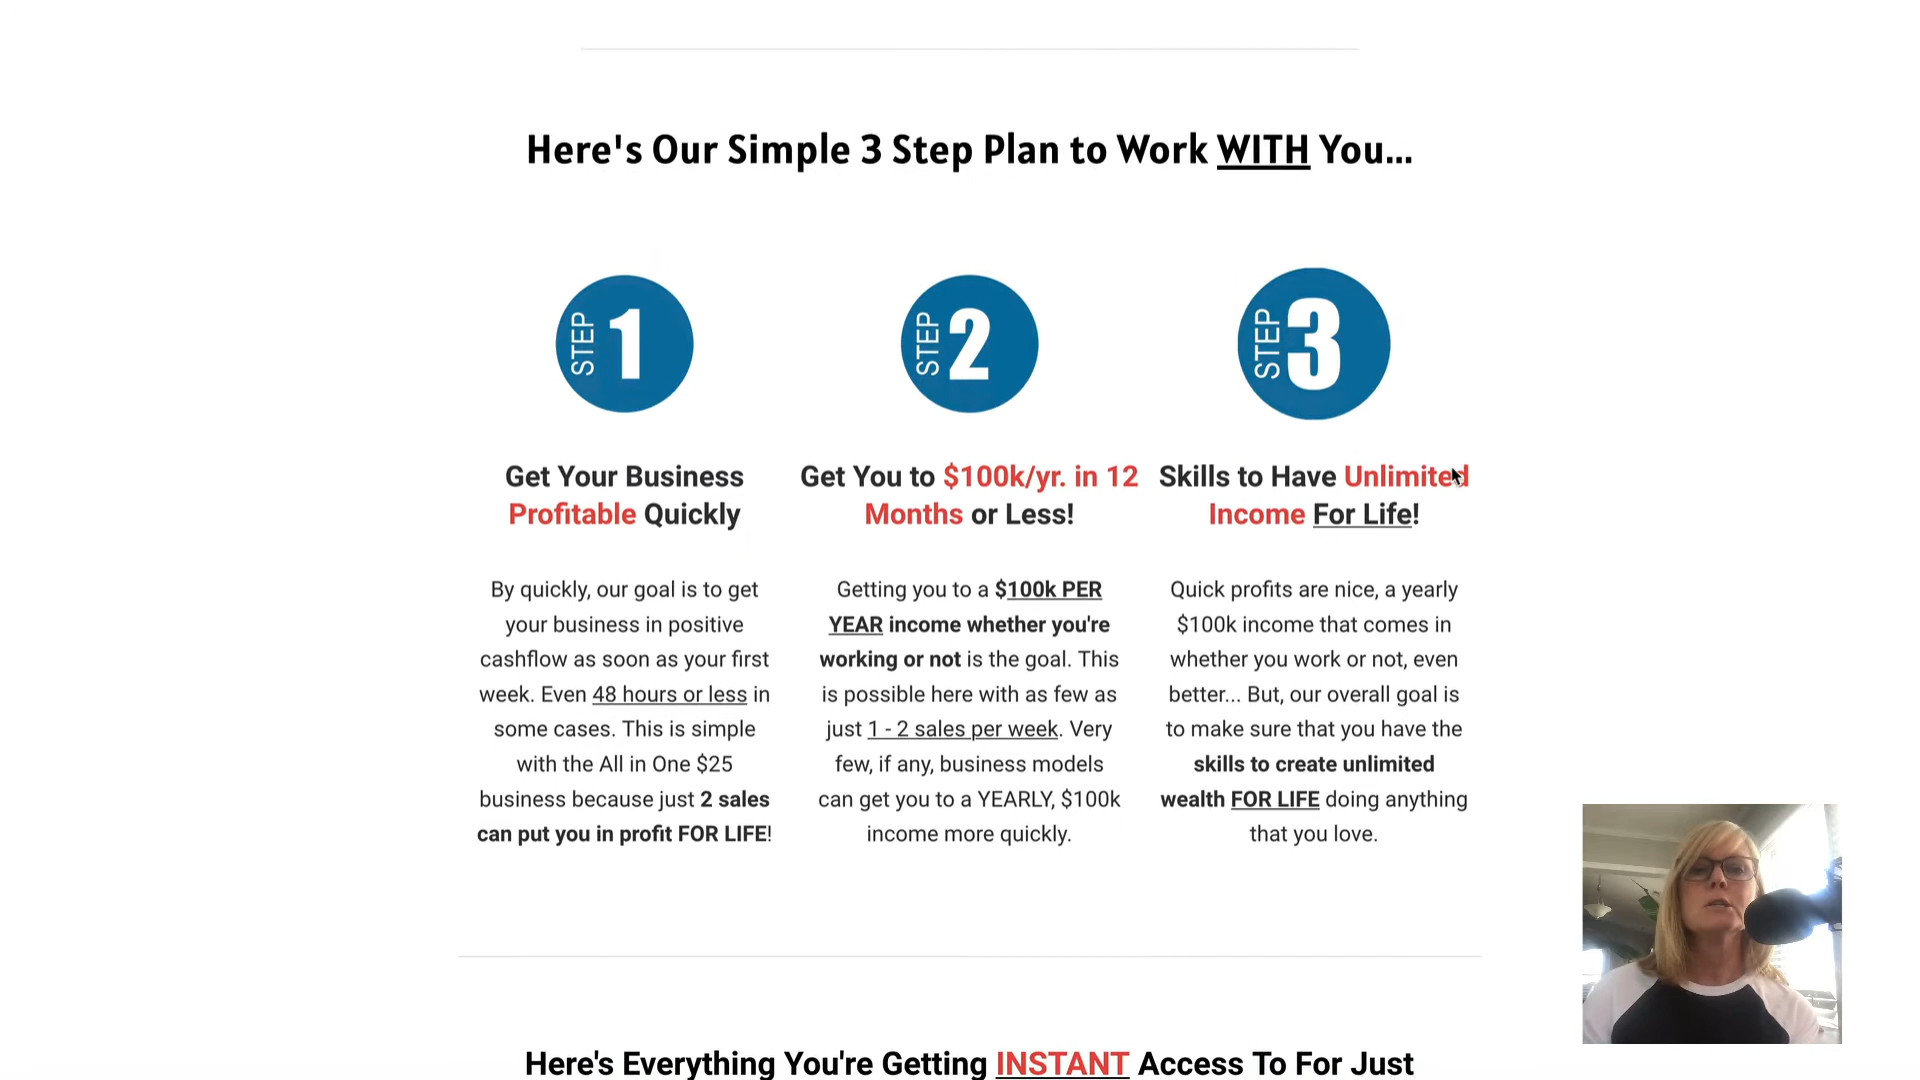 Here's Our Simple 3 Step Plan to Work WITH You...
STEP 1
STEP 2
STEP 3
Get Your Business
Profitable Quickly
Get You to $100k/yr. in 12
Months or Less!
Skills to Have Unlimited
Income For Life!
By quickly, our goal is to get
your business in positive
cashflow as soon as your first
week. Even 48 hours or less in
some cases. This is simple
with the All in One $25
business because just 2 sales
can put you in profit FOR LIFE!
Getting you to a $100k PER
YEAR income whether you're
working or not is the goal. This
is possible here with as few as
just 1 - 2 sales per week. Very
few, if any, business models
can get you to a YEARLY, $100k
income more quickly.
Quick profits are nice, a yearly
$100k income that comes in
whether you work or not, even
better... But, our overall goal is
to make sure that you have the
skills to create unlimited
wealth FOR LIFE doing anything
that you love.
Here's Everything You're Getting INSTANT Access To For Just